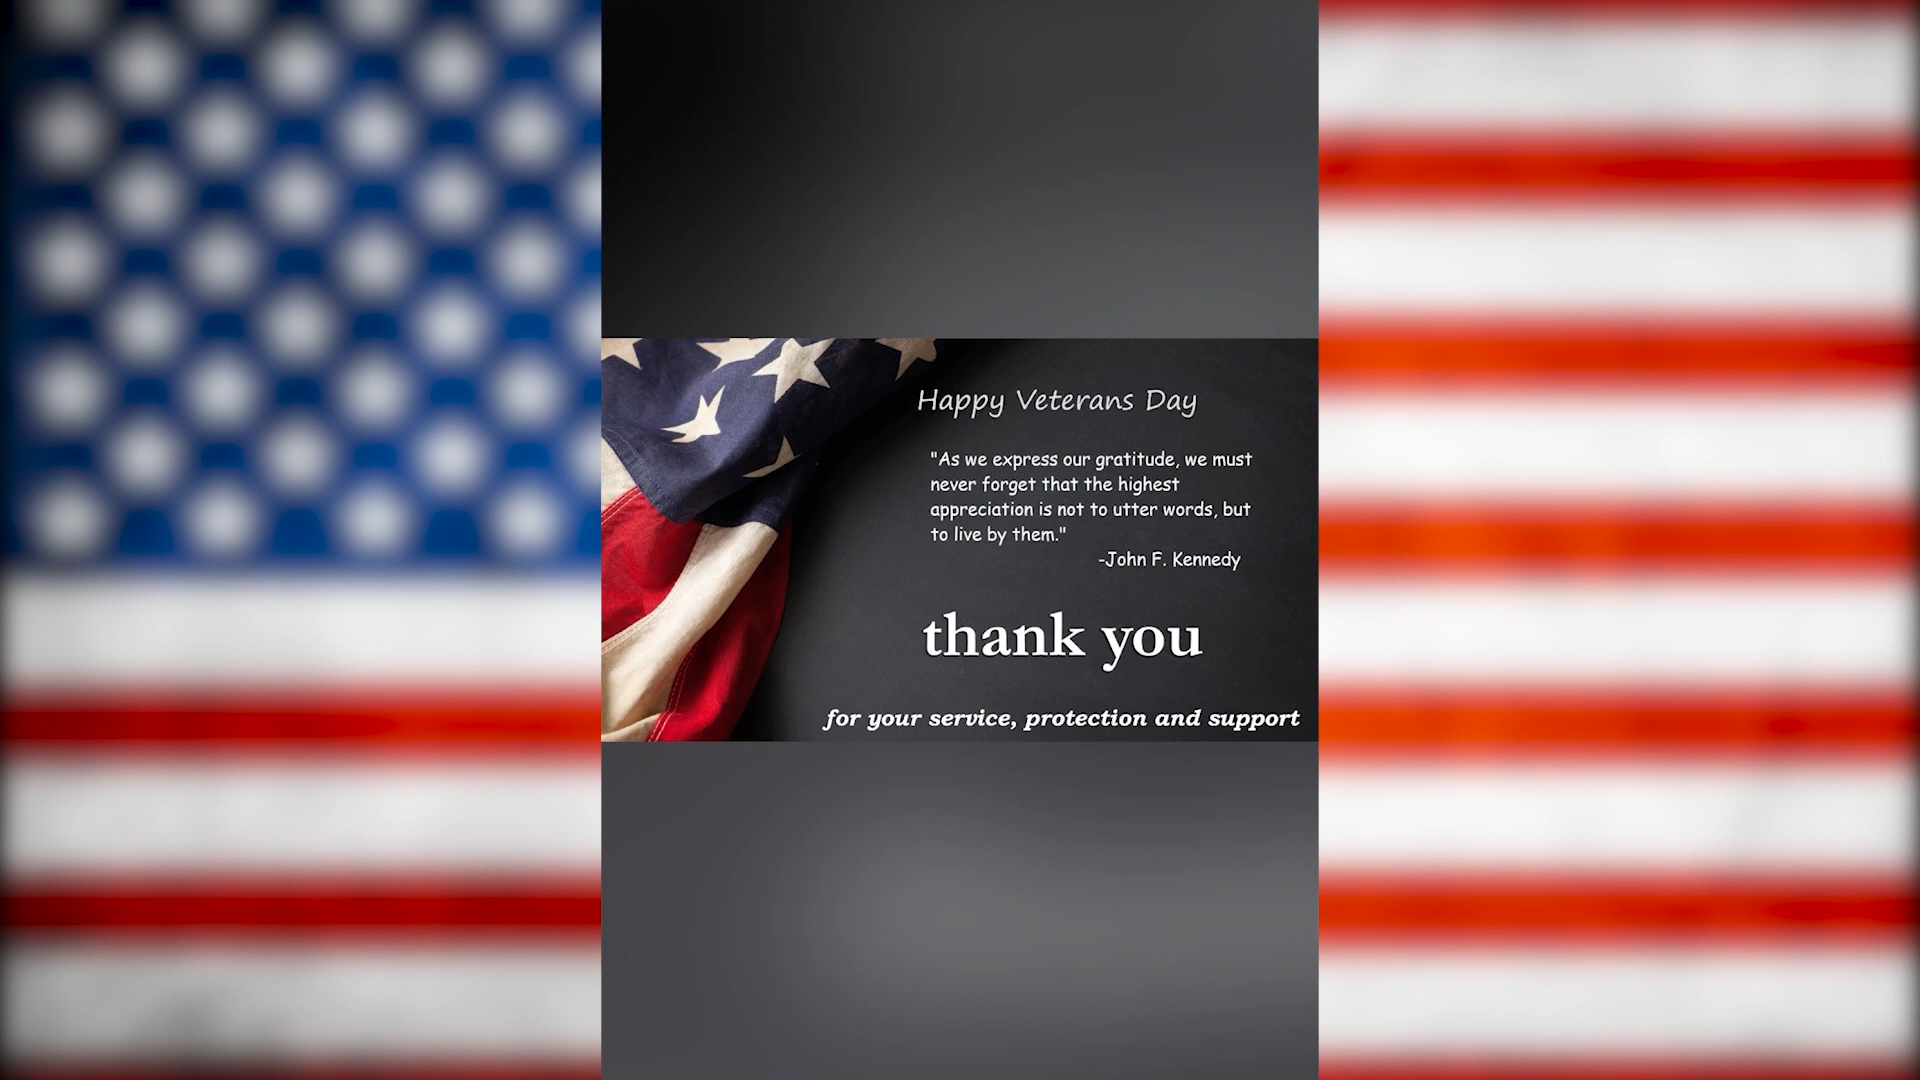 Happy Veterans Day
"As we express our gratitude, we must
never forget that the highest
appreciation is not to utter words, but
to live by them."
-John F. Kennedy
thank you
for your service, protection and support